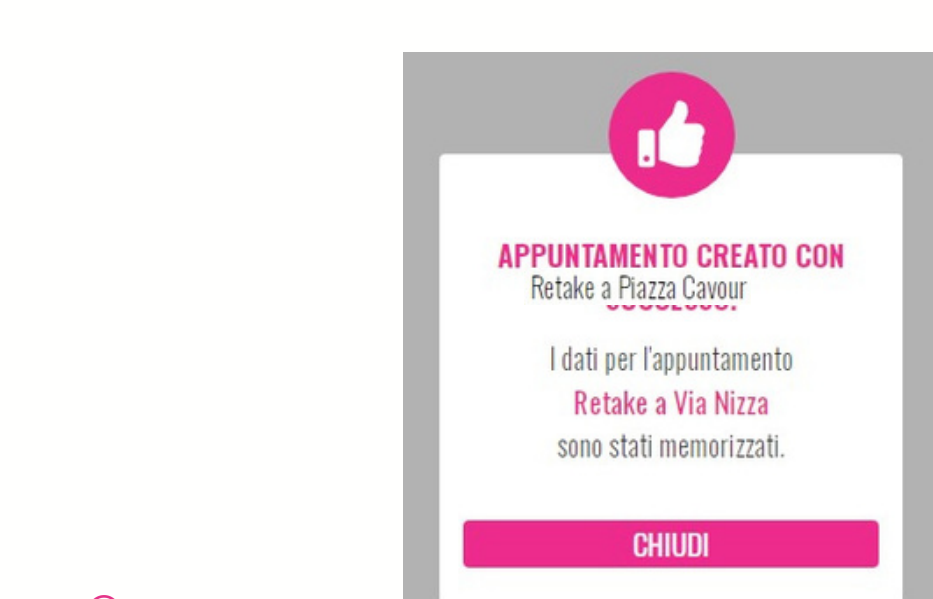 APPUNTAMENTO CREATO CON
Retake a Piazza Cavour
I dati per l'appuntamento
Retake a Via Nizza
sono stati memorizzati.
CHIUDI